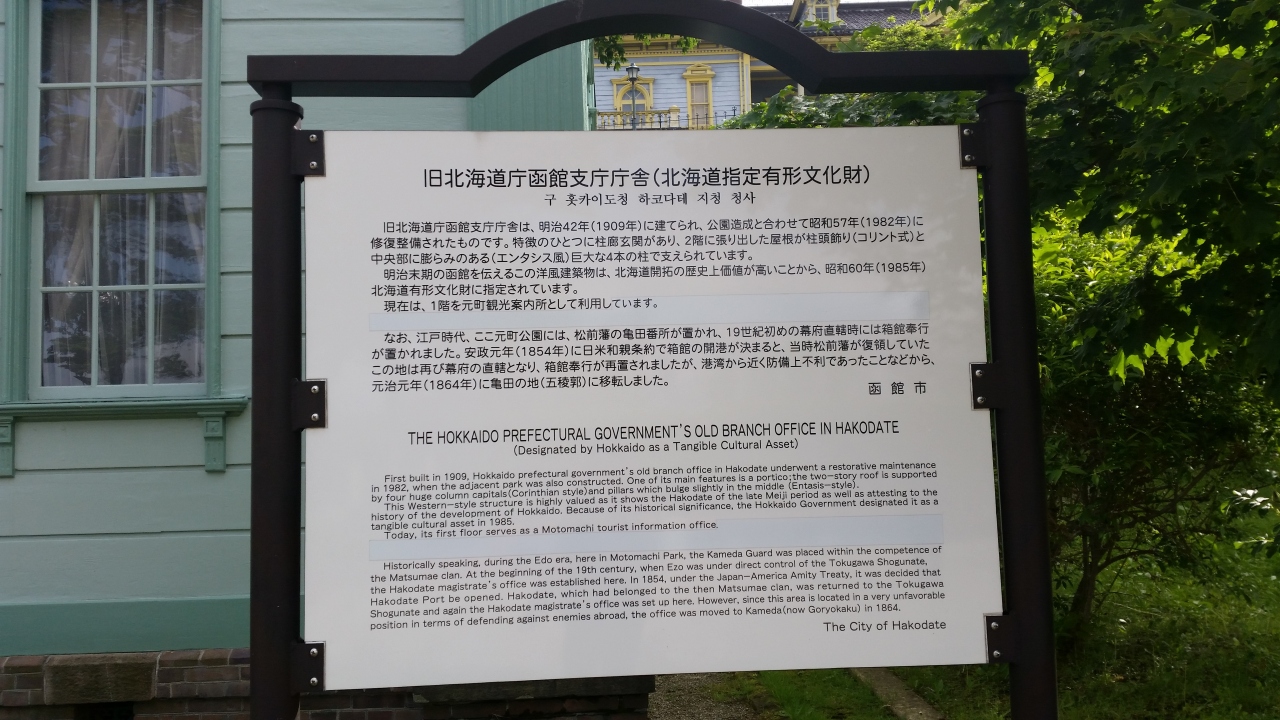 旧北海道庁函館支庁庁舎(北海道指定有形文化財)
구 홋카이도청 하코다테 지청 청사
旧北海道庁函館支庁庁舎は、明治42年(1909年)に建てられ、公園造成と合わせて昭和57年(1982年)に
修復整備されたものです。特徴のひとつに柱廊玄関があり、2階に張り出した屋根が柱頭飾り(コリント式)と
中央部に膨らみのある(エンタシス風)巨大な4本の柱で支えられています。
明治末期の函館を伝えるこの洋風建築物は、北海道開拓の歴史上価値が高いことから、昭和60年(1985年)
北海道有形文化財に指定されています。
現在は、1階を元町観光案内所として利用しています。
なお、江戸時代、ここ元町公園には、松前藩の亀田番所が置かれ、19世紀初めの幕府直轄時には箱館奉行
が置かれました。安政元年(1854年)に日米和親条約で箱館の開港が決まると、当時松前藩が復領していた
この地は再び幕府の直轄となり、箱館奉行が再置されましたが、港湾から近く防備上不利であったことなどから、
元治元年(1864年)に亀田の地(五稜郭)に移転しました。
函館市
THE HOKKAIDO PREFECTURAL GOVERNMENT'S OLD BRANCH OFFICE IN HAKODATE
(Designated by Hokkaido as a Tangible Cultural Asset)
First built in 1909, Hokkaido prefectural government's old branch office in Hakodate underwent a restorative maintenance
in 1982, when the adjacent park was also constructed. One of its main features is a portico;the two-story roof is supported
by four huge column capitals(Corinthian style)and pillars which bulge slightly in the middle (Entasis-style).
This Western-style structure is highly valued as it shows the Hakodate of the late Meiji period as well as attesting to the
history of the development of Hokkaido. Because of its historical significance, the Hokkaido Government designated it as a
tangible cultural asset in 1985.
Today, its first floor serves as a Motomachi tourist information office.
Historically speaking, during the Edo era, here in Motomachi Park, the Kameda Guard was placed within the competence of
the Matsumae clan. At the beginning of the 19th century, when Ezo was under direct control of the Tokugawa Shogunate,
the Hakodate magistrate's office was established here. In 1854, under the Japan-America Amity Treaty, it was decided that
Hakodate Port be opened. Hakodate, which had belonged to the then Matsumae clan, was returned to the Tokugawa
Shogunate and again the Hakodate magistrate's office was set up here. However, since this area is located in a very unfavorable
position in terms of defending against enemies abroad, the office was moved to Kameda(now Goryokaku) in 1864.
The City of Hakodate